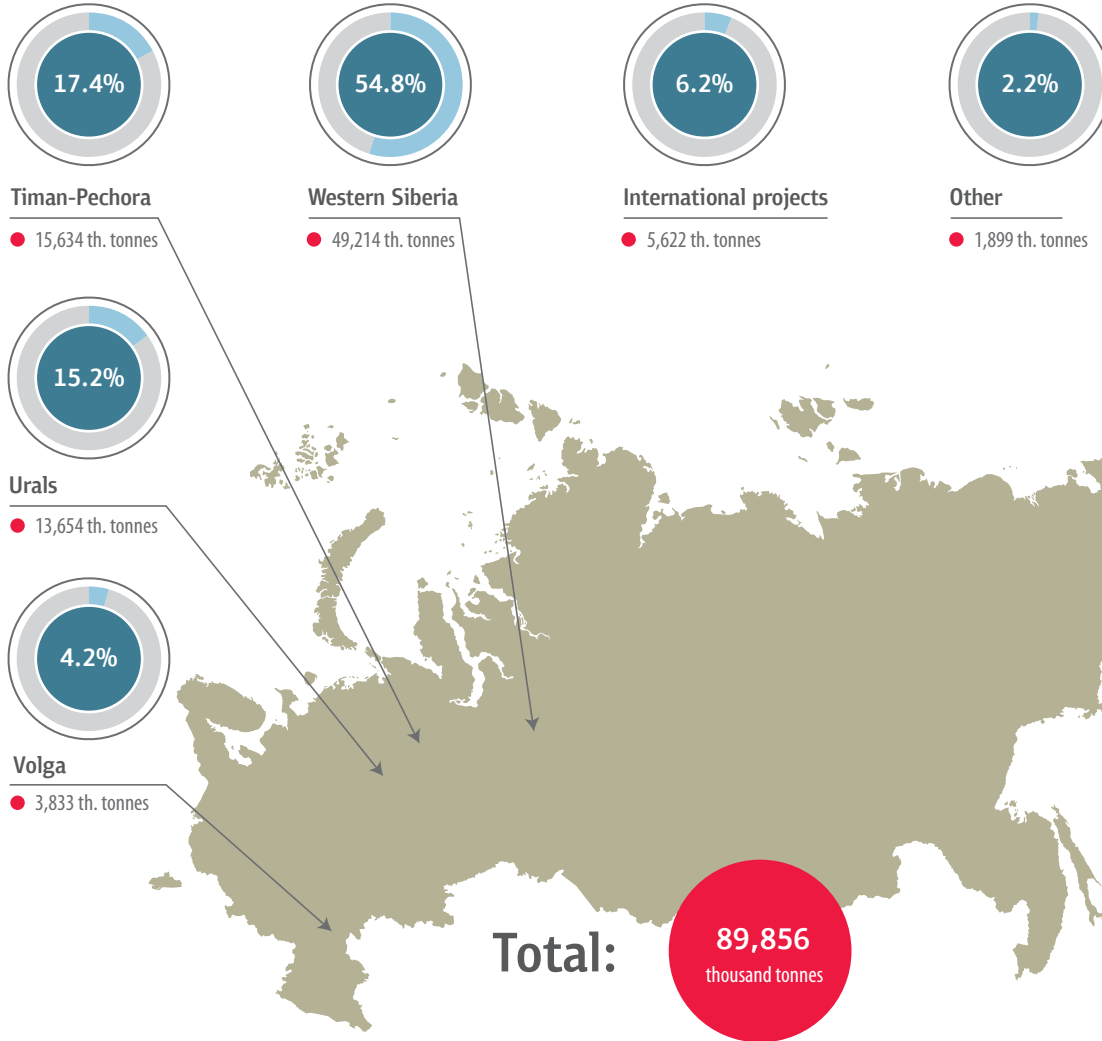 17.4%
54.8%
6.2%
2.2%
Timan-Pechora
Western Siberia
International projects
Other
15,634 th. tonnes
49,214 th. tonnes
5,622 th. tonnes
1,899 th. tonnes
15.2%
Urals
13,654 th. tonnes
4.2%
Volga
3,833 th. tonnes
Total:
89,856
thousand tonnes